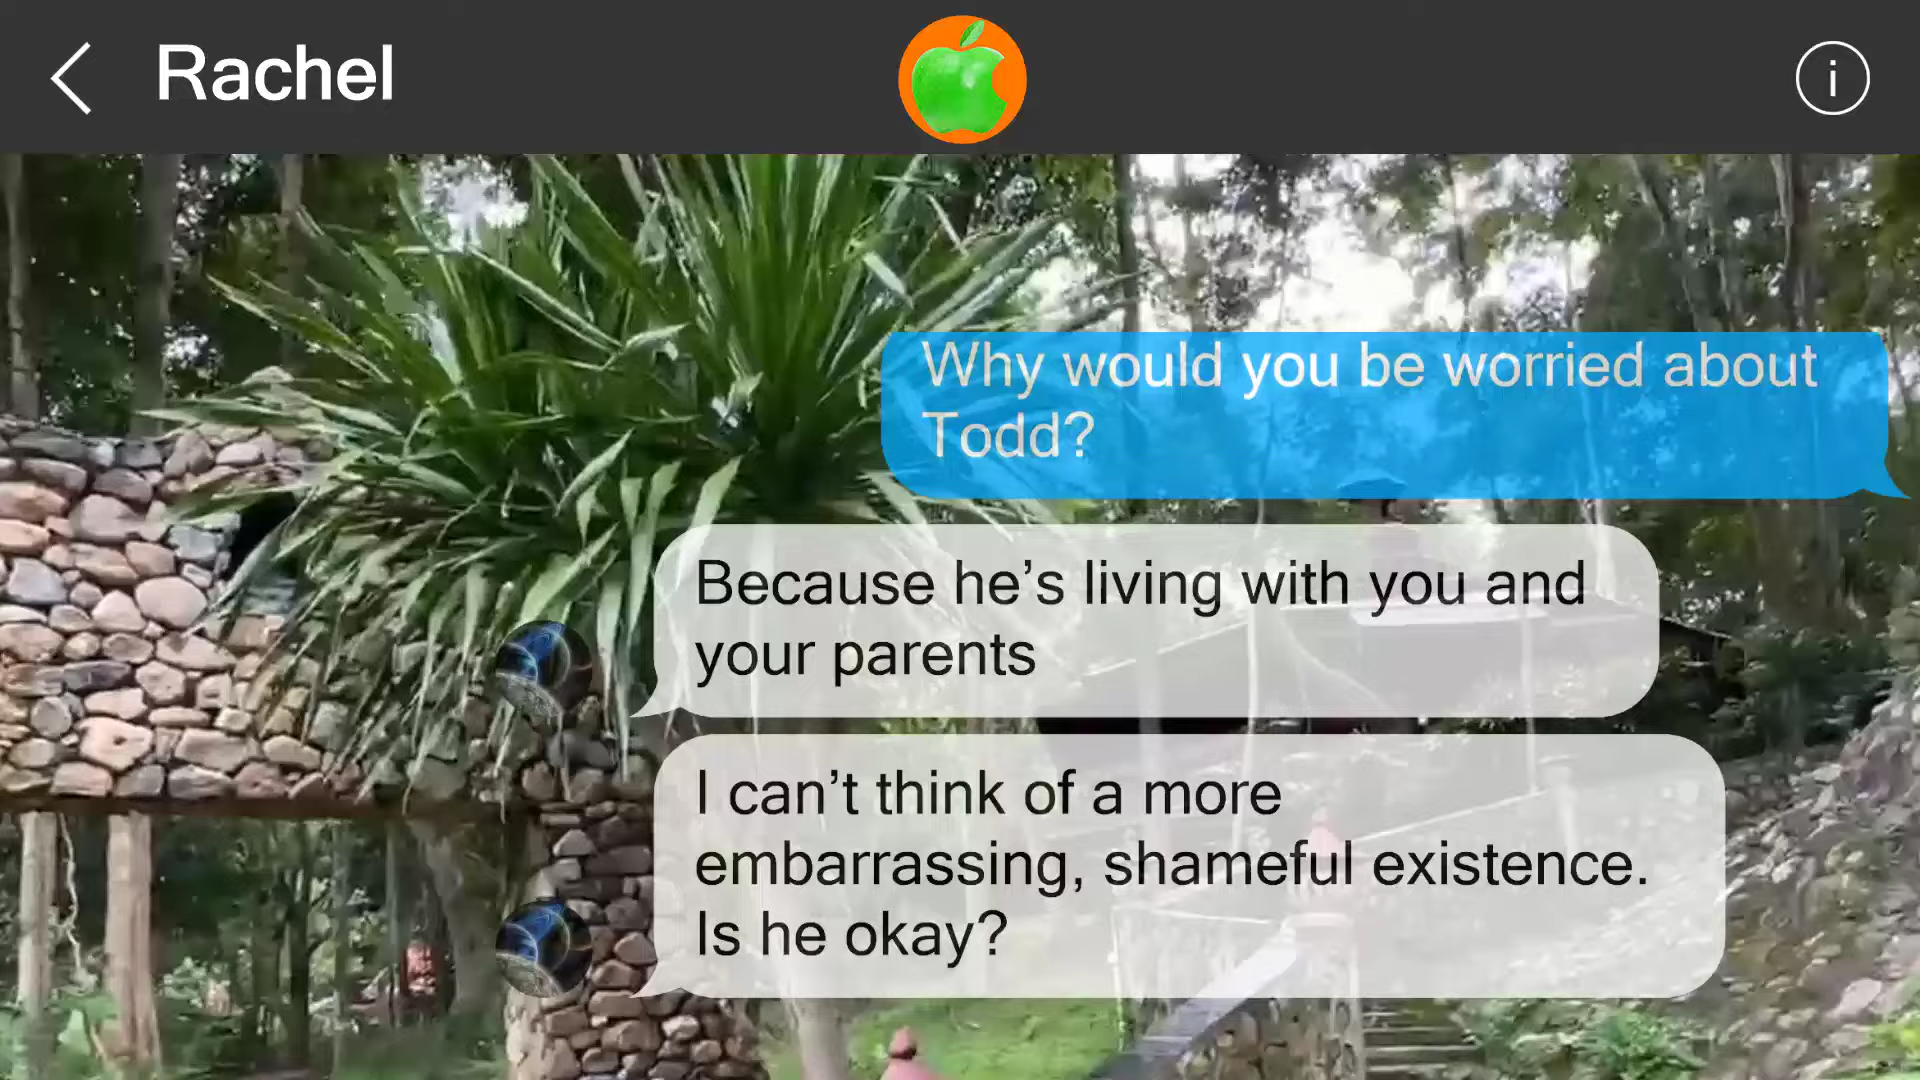 Rachel
i
Why would you be worried about
Todd?
Because he’s living with you and
your parents
I can’t think of a more
embarrassing, shameful existence.
Is he okay?